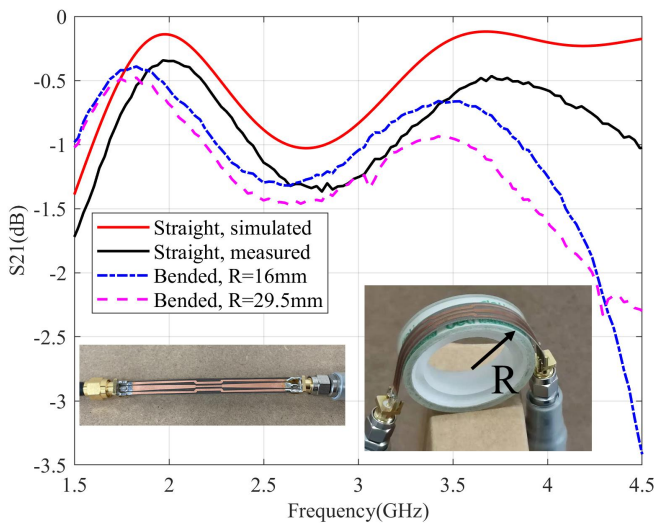 0
-0.5
-1
-1.5
-2
-2.5
-3
-3.5
S21(dB)
Straight, simulated
Straight, measured
Bended, R=16mm
Bended, R=29.5mm
R
1.5
2
2.5
3
3.5
4
4.5
Frequency(GHz)